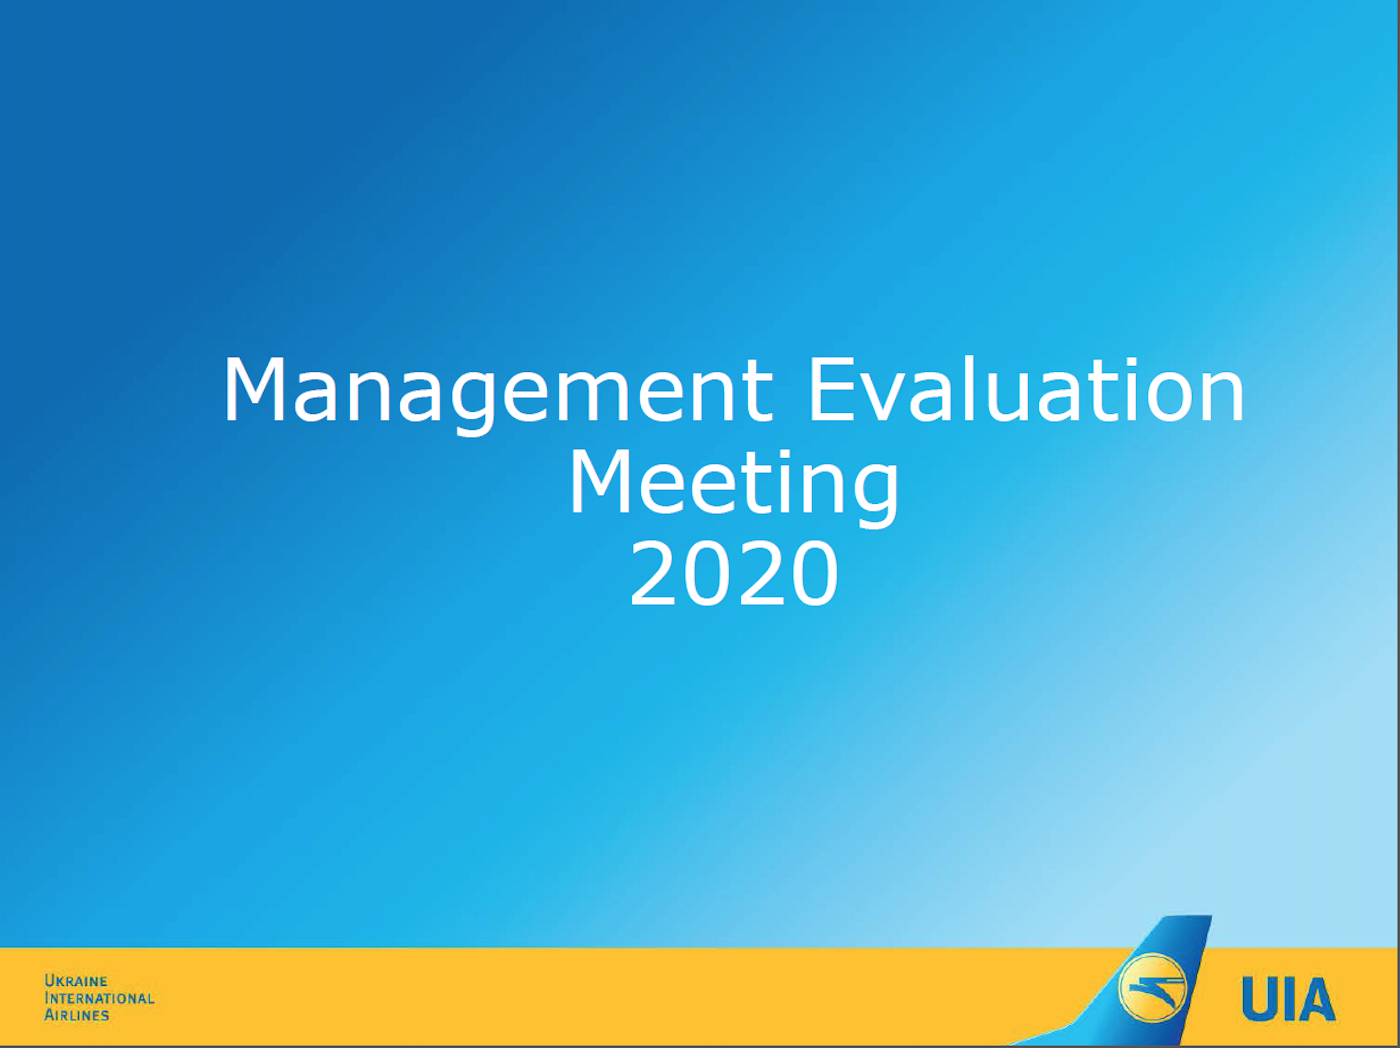 Management Evaluation
Meeting
2020
UKRAINE
INTERNATIONAL
AIRLINES
UIA